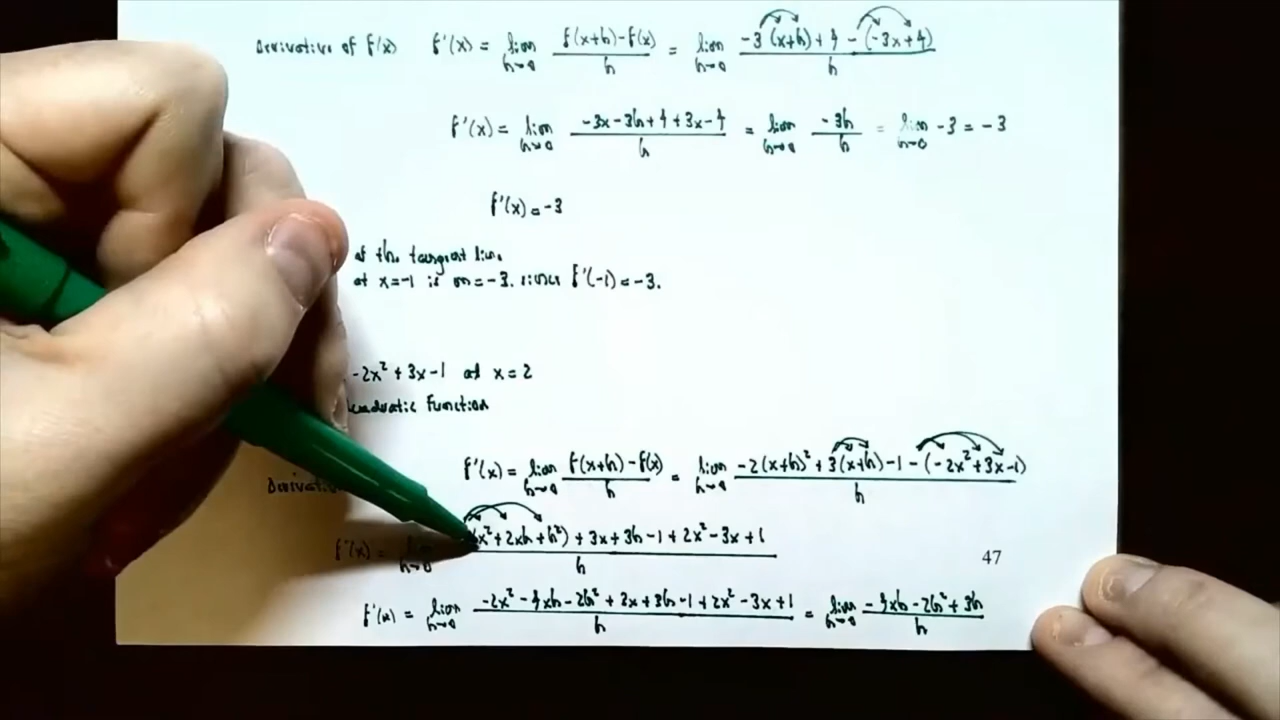 Derivative of f(x) f'(x) = lim h→0 f(x+h)-f(x) / h = lim h→0 -3(x+h)+4-(-3x+4) / h
f'(x) = lim h→0 -3x-3h+4+3x-4 / h = lim h→0 -3h / h = lim h→0 -3 = -3
f'(x) = -3
of the tangent line
at x=-1 is m=-3. since f'(-1)=-3.
-2x² + 3x - 1 at x = 2
Function
f'(x) = lim h→0 f(x+h)-f(x) / h = lim h→0 -2(x+h)² + 3(x+h) - 1 - (-2x² + 3x - 1) / h
f'(x) = lim h→0 x² + 2xh + h²) + 3x + 3h - 1 + 2x² - 3x + 1 / h
47
f'(x) = lim h→0 -2x² - 4xh - 2h² + 2x + 3h - 1 + 2x² - 3x + 1 / h = lim h→0 -4xh - 2h² + 3h / h